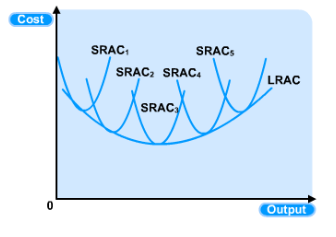 Cost
SRAC₁
SRAC₂
SRAC₃
SRAC₄
SRAC₅
LRAC
0
Output